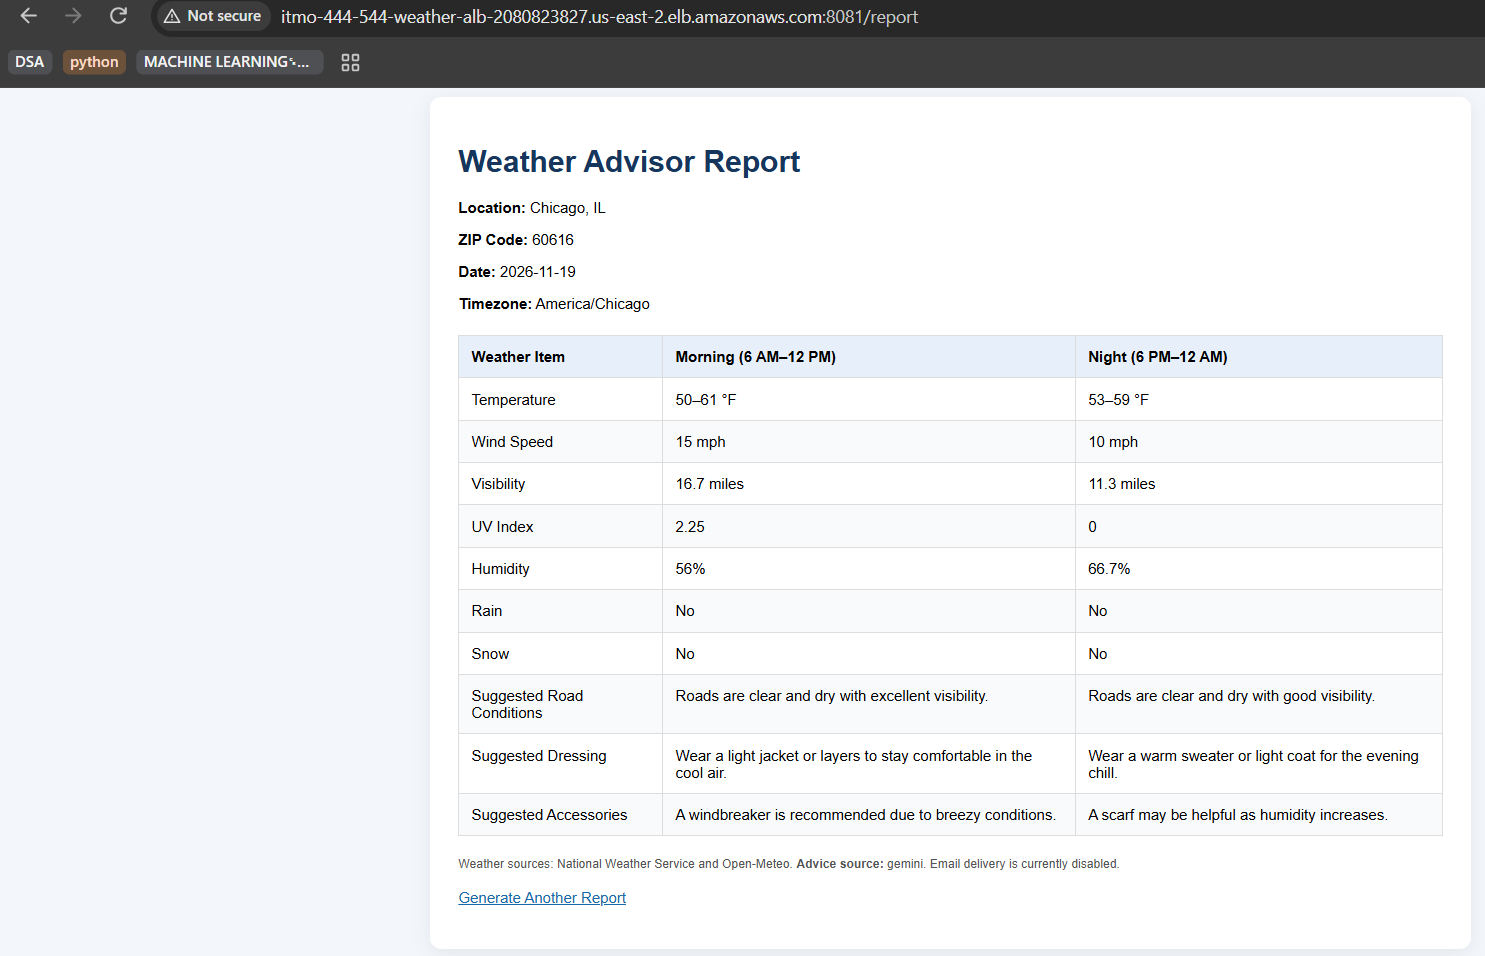 Not secure
itmo-444-544-weather-alb-2080823827.us-east-2.elb.amazonaws.com:8081/report
DSA
python
MACHINE LEARNING...
Weather Advisor Report
Location: Chicago, IL
ZIP Code: 60616
Date: 2026-11-19
Timezone: America/Chicago
Weather Item Morning (6 AM–12 PM) Night (6 PM–12 AM)
Temperature 50–61 °F 53–59 °F
Wind Speed 15 mph 10 mph
Visibility 16.7 miles 11.3 miles
UV Index 2.25 0
Humidity 56% 66.7%
Rain No No
Snow No No
Suggested Road
Conditions
Roads are clear and dry with excellent visibility.
Roads are clear and dry with good visibility.
Suggested Dressing
Wear a light jacket or layers to stay comfortable in the
cool air.
Wear a warm sweater or light coat for the evening
chill.
Suggested Accessories
A windbreaker is recommended due to breezy conditions.
A scarf may be helpful as humidity increases.
Weather sources: National Weather Service and Open-Meteo. Advice source: gemini. Email delivery is currently disabled.
Generate Another Report